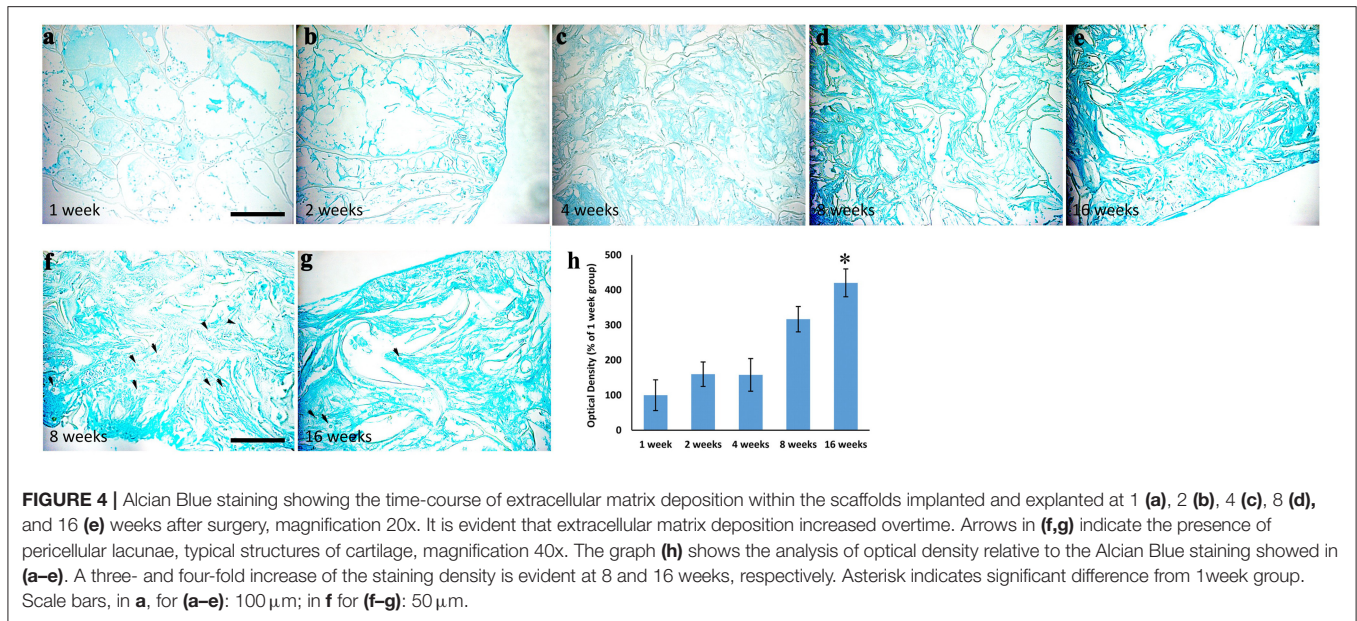 a
b
c
d
e
1 week
2 weeks
4 weeks
8 weeks
16 weeks
f
g
h
8 weeks
16 weeks
Optical Density (% of 1 week group)
500
400
300
200
100
0
*
1 week 2 weeks 4 weeks 8 weeks 16 weeks
FIGURE 4 | Alcian Blue staining showing the time-course of extracellular matrix deposition within the scaffolds implanted and explanted at 1 (a), 2 (b), 4 (c), 8 (d),
and 16 (e) weeks after surgery, magnification 20x. It is evident that extracellular matrix deposition increased overtime. Arrows in (f,g) indicate the presence of
pericellular lacunae, typical structures of cartilage, magnification 40x. The graph (h) shows the analysis of optical density relative to the Alcian Blue staining showed in
(a–e). A three- and four-fold increase of the staining density is evident at 8 and 16 weeks, respectively. Asterisk indicates significant difference from 1week group.
Scale bars, in a, for (a–e): 100 μm; in f for (f–g): 50 μm.